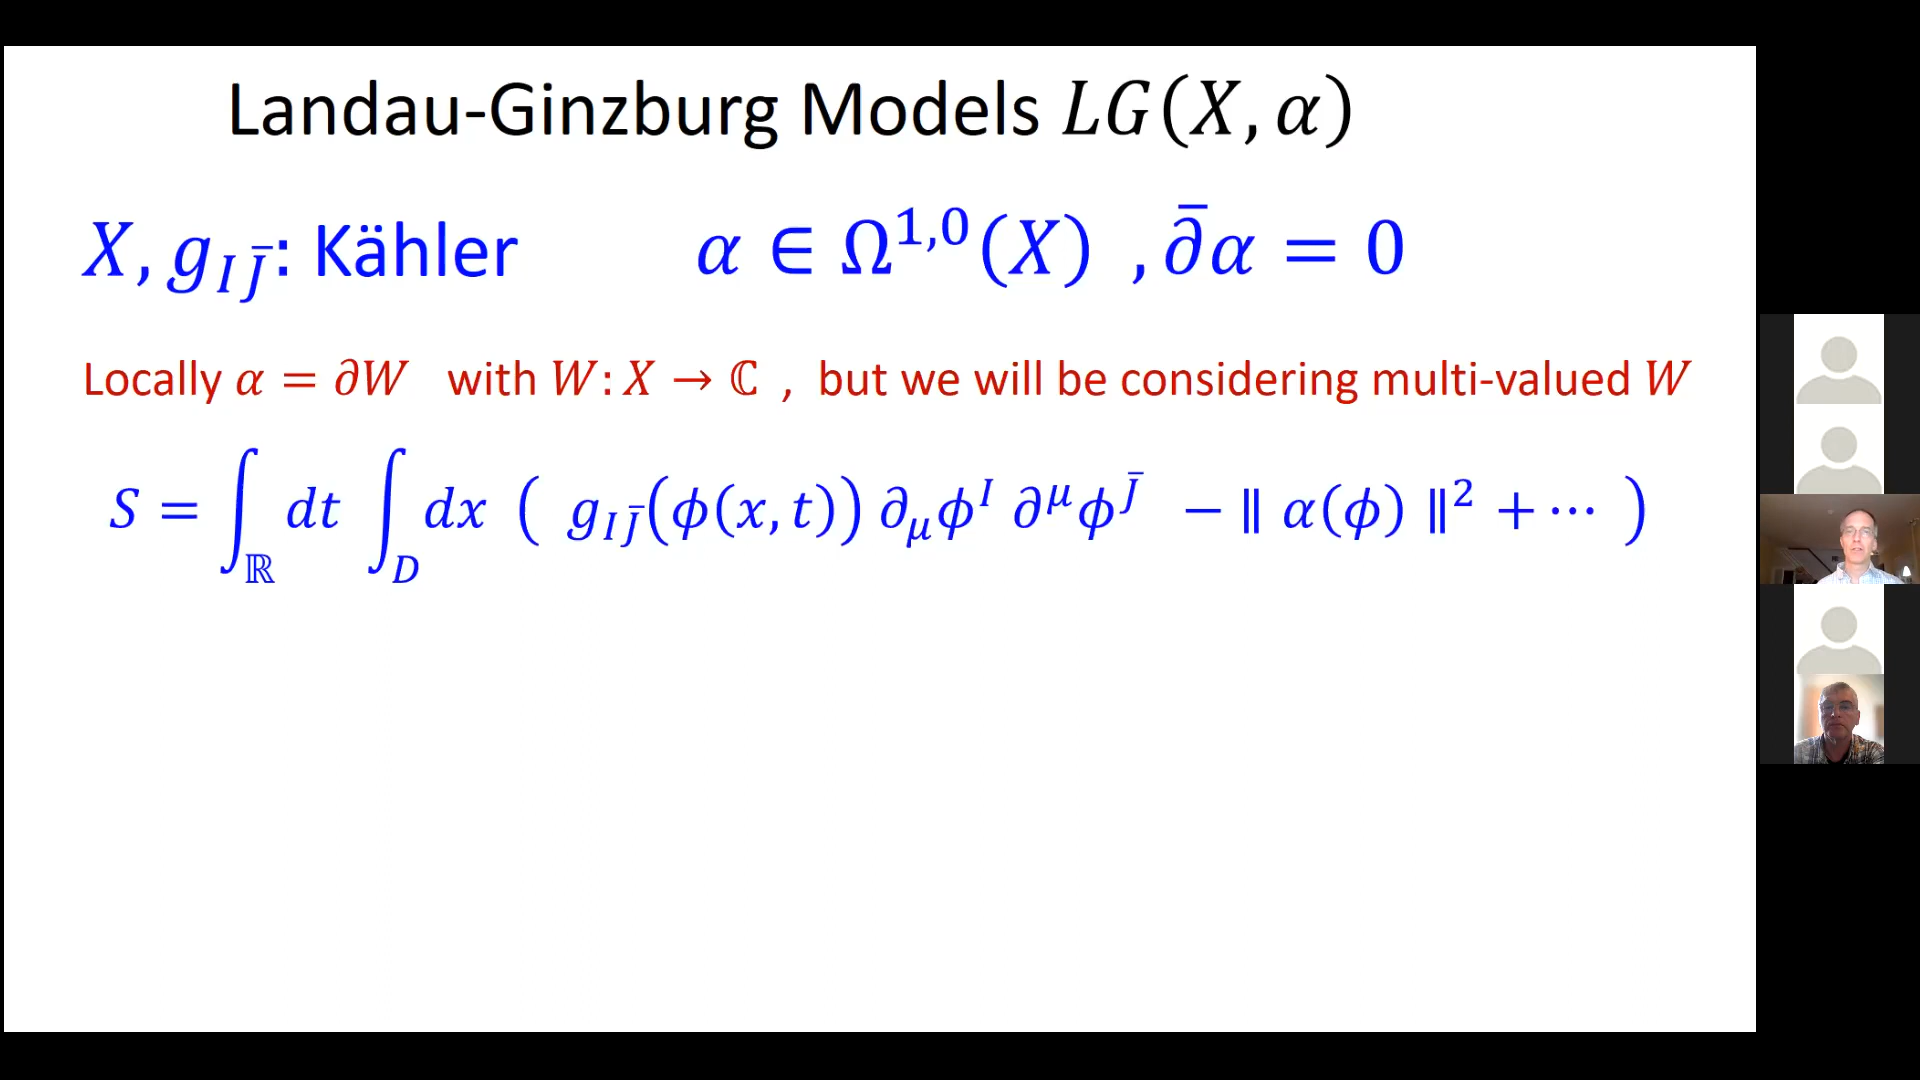 Landau-Ginzburg Models 𝐿𝐺(𝑋, 𝛼)
𝑋, 𝑔_{𝐼𝐽̄}: Kähler 𝛼 ∈ Ω^{1,0}(𝑋) , ∂̄𝛼 = 0
Locally 𝛼 = ∂𝑊 with 𝑊: 𝑋 → ℂ , but we will be considering multi-valued 𝑊
𝑆 = ∫_ℝ 𝑑𝑡 ∫_𝐷 𝑑𝑥 ( 𝑔_{𝐼𝐽̄}(𝜙(𝑥, 𝑡)) ∂_𝜇𝜙^𝐼 ∂^𝜇𝜙^{𝐽̄} − ∥ 𝛼(𝜙) ∥² + ⋯ )